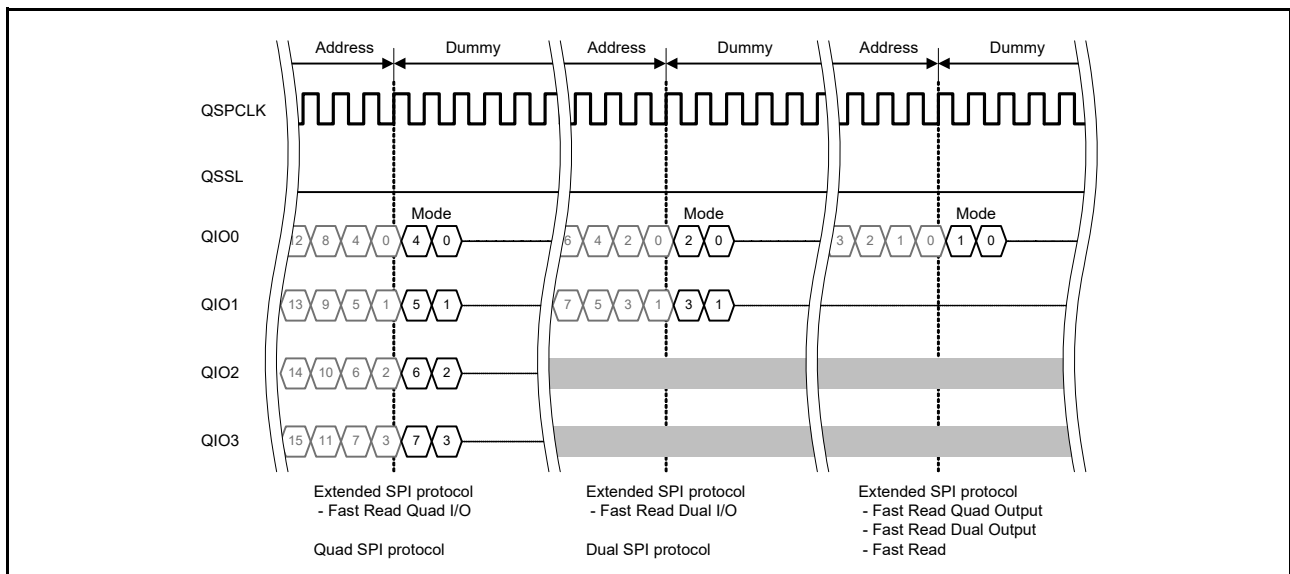 Address Dummy Address Dummy Address Dummy
QSPCLK
QSSL
Mode Mode Mode
QIO0 12 8 4 0 4 0 6 4 2 0 2 0 3 2 1 0 1 0
QIO1 13 9 5 1 5 1 7 5 3 1 3 1
QIO2 14 10 6 2 6 2
QIO3 15 11 7 3 7 3
Extended SPI protocol
- Fast Read Quad I/O
Quad SPI protocol
Extended SPI protocol
- Fast Read Dual I/O
Dual SPI protocol
Extended SPI protocol
- Fast Read Quad Output
- Fast Read Dual Output
- Fast Read